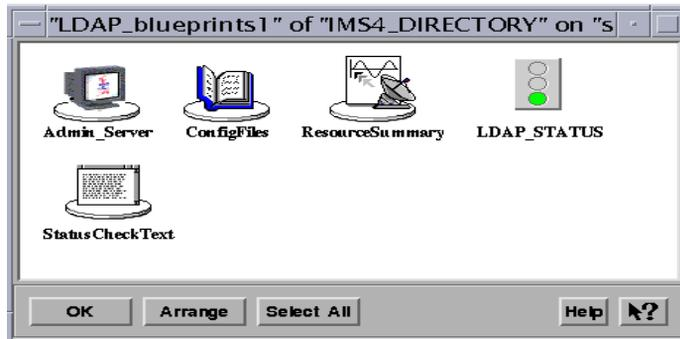 "LDAP_blueprints1" of "IMS4_DIRECTORY" on "s
Admin_Server ConfigFiles ResourceSummary LDAP_STATUS
StatusCheckText
OK Arrange Select All Help ?